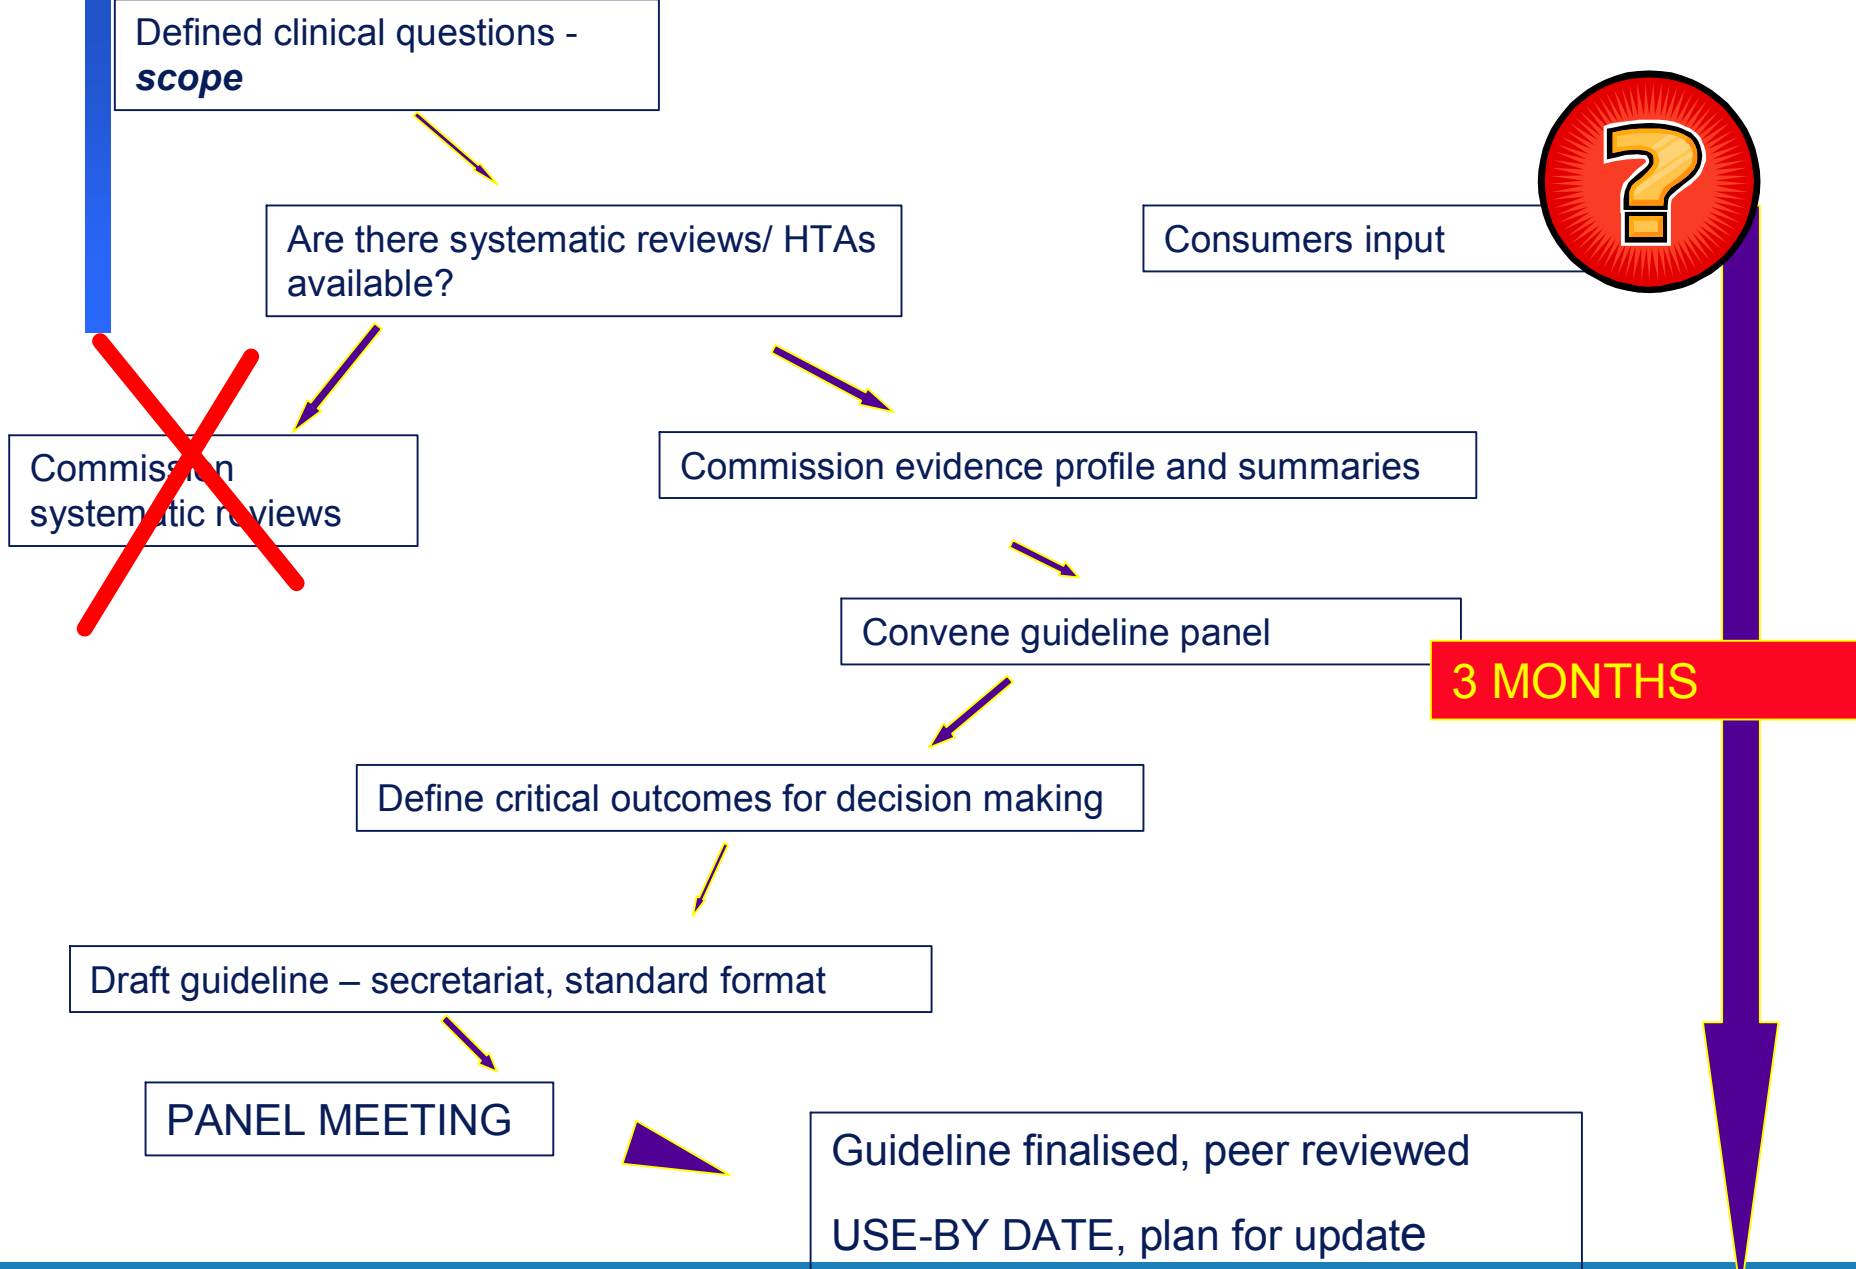 Defined clinical questions -
scope
Are there systematic reviews/ HTAs
available?
Consumers input
?
Commission
systematic reviews
Commission evidence profile and summaries
Convene guideline panel
3 MONTHS
Define critical outcomes for decision making
Draft guideline – secretariat, standard format
PANEL MEETING
Guideline finalised, peer reviewed
USE-BY DATE, plan for update